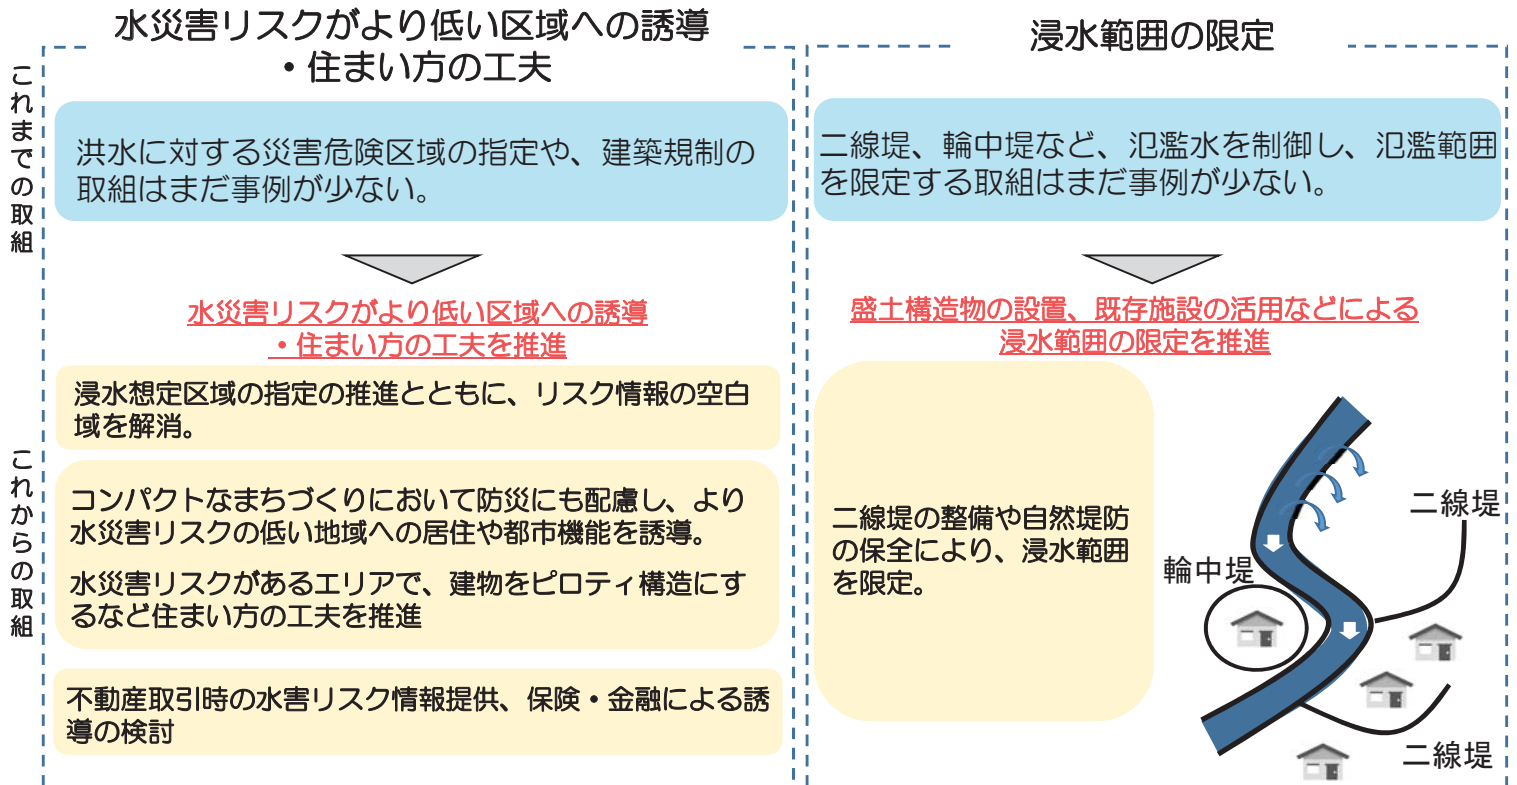 水災害リスクがより低い区域への誘導
・住まい方の工夫
これまでの取組
洪水に対する災害危険区域の指定や、建築規制の
取組はまだ事例が少ない。
水災害リスクがより低い区域への誘導
・住まい方の工夫を推進
これからの取組
浸水想定区域の指定の推進とともに、リスク情報の空白
域を解消。
コンパクトなまちづくりにおいて防災にも配慮し、より
水災害リスクの低い地域への居住や都市機能を誘導。
水災害リスクがあるエリアで、建物をピロティ構造にす
るなど住まい方の工夫を推進
不動産取引時の水害リスク情報提供、保険・金融による誘
導の検討
浸水範囲の限定
二線堤、輪中堤など、氾濫水を制御し、氾濫範囲
を限定する取組はまだ事例が少ない。
盛土構造物の設置、既存施設の活用などによる
浸水範囲の限定を推進
二線堤の整備や自然堤防
の保全により、浸水範囲
を限定。
二線堤
輪中堤
二線堤